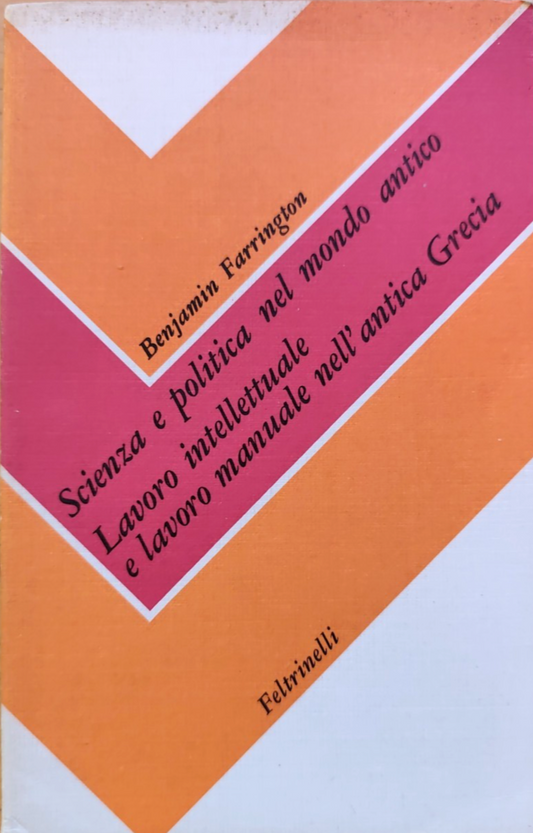 Benjamin Farrington
Scienza e politica nel mondo antico
Lavoro intellettuale
e lavoro manuale nell'antica Grecia
Feltrinelli